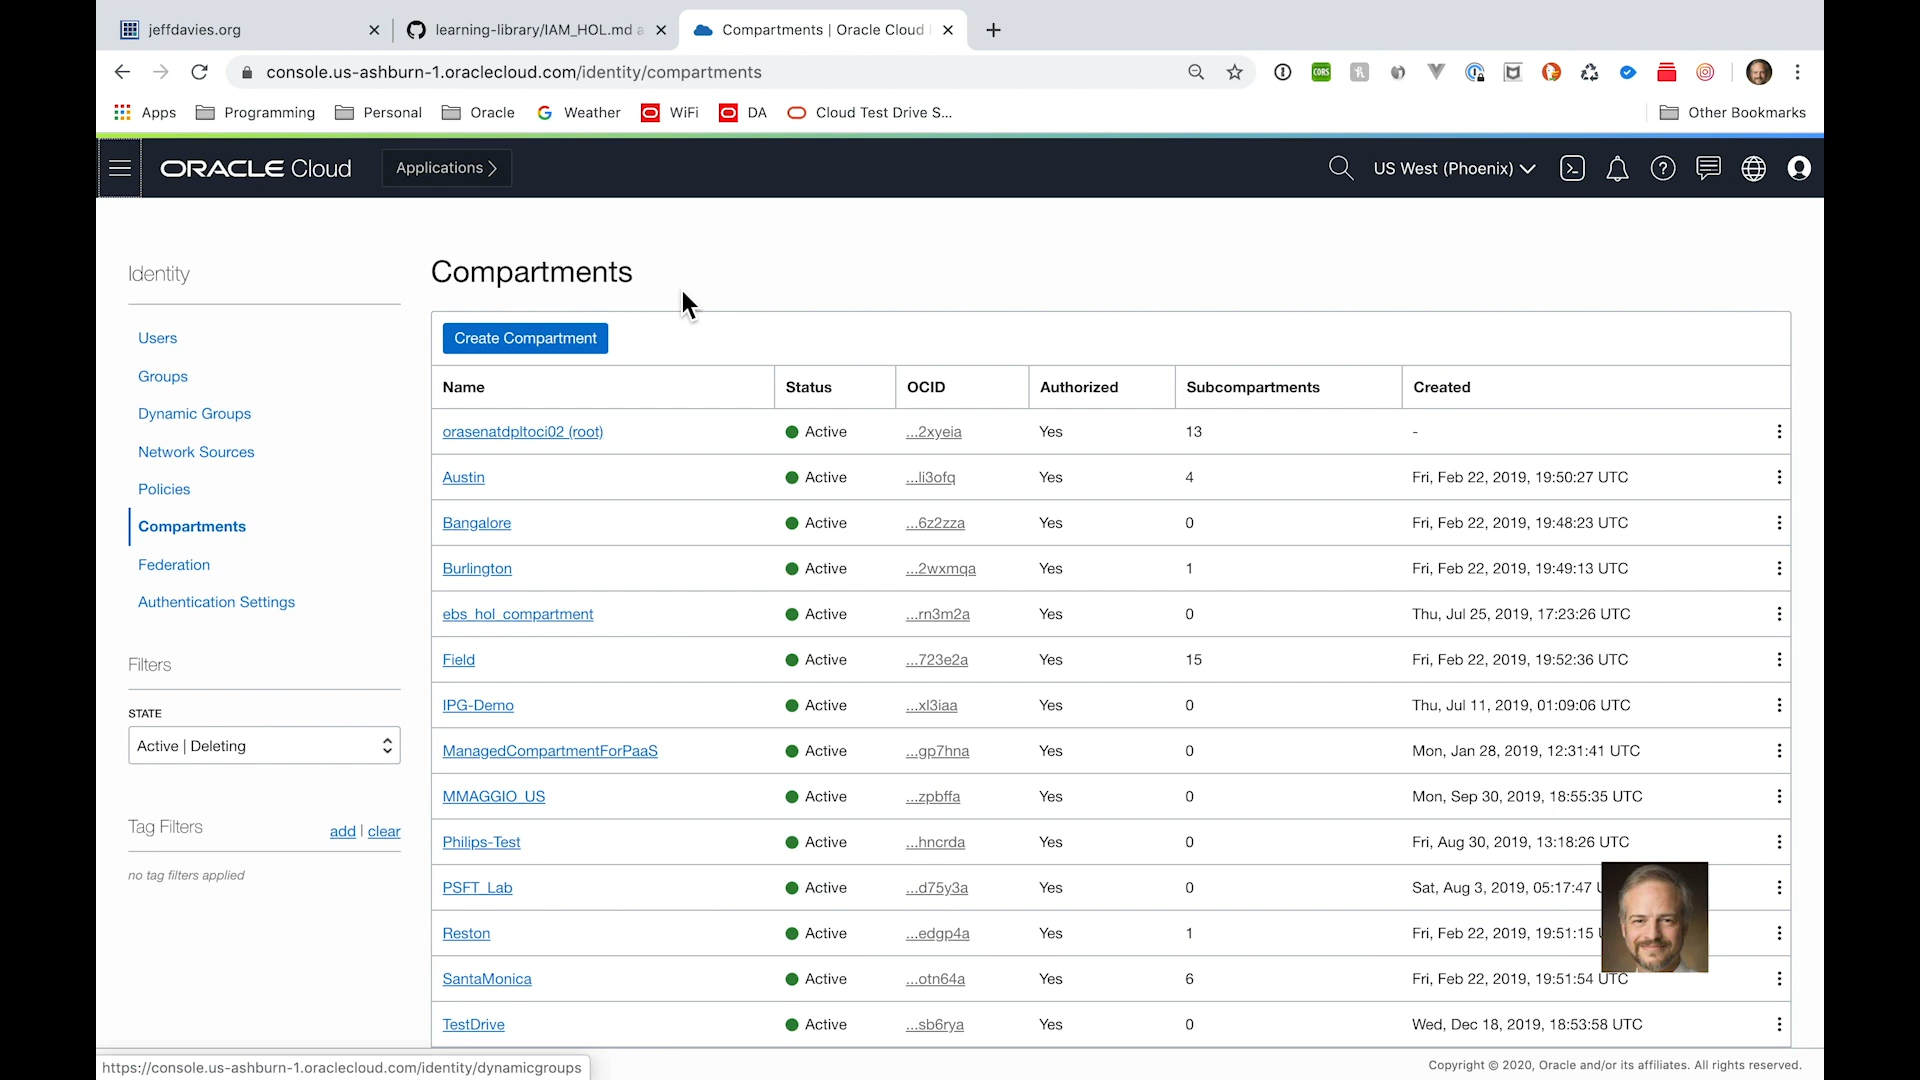 jeffdavies.org
learning-library/IAM_HOL.md a
Compartments | Oracle Cloud
console.us-ashburn-1.oraclecloud.com/identity/compartments
CORS
Apps Programming Personal Oracle Weather WiFi DA Cloud Test Drive S... Other Bookmarks
ORACLE Cloud Applications US West (Phoenix)
Identity
Users
Groups
Dynamic Groups
Network Sources
Policies
Compartments
Federation
Authentication Settings
Filters
STATE
Active | Deleting
Tag Filters add | clear
no tag filters applied
Compartments
Create Compartment
Name Status OCID Authorized Subcompartments Created
orasenatdpltoci02 (root) Active ...2xyeia Yes 13 -
Austin Active ...li3ofq Yes 4 Fri, Feb 22, 2019, 19:50:27 UTC
Bangalore Active ...6z2zza Yes 0 Fri, Feb 22, 2019, 19:48:23 UTC
Burlington Active ...2wxmqa Yes 1 Fri, Feb 22, 2019, 19:49:13 UTC
ebs_hol_compartment Active ...rn3m2a Yes 0 Thu, Jul 25, 2019, 17:23:26 UTC
Field Active ...723e2a Yes 15 Fri, Feb 22, 2019, 19:52:36 UTC
IPG-Demo Active ...xl3iaa Yes 0 Thu, Jul 11, 2019, 01:09:06 UTC
ManagedCompartmentForPaaS Active ...gp7hna Yes 0 Mon, Jan 28, 2019, 12:31:41 UTC
MMAGGIO_US Active ...zpbffa Yes 0 Mon, Sep 30, 2019, 18:55:35 UTC
Philips-Test Active ...hncrda Yes 0 Fri, Aug 30, 2019, 13:18:26 UTC
PSFT_Lab Active ...d75y3a Yes 0 Sat, Aug 3, 2019, 05:17:47 U
Reston Active ...edgp4a Yes 1 Fri, Feb 22, 2019, 19:51:15
SantaMonica Active ...otn64a Yes 6 Fri, Feb 22, 2019, 19:51:54 UTC
TestDrive Active ...sb6rya Yes 0 Wed, Dec 18, 2019, 18:53:58 UTC
https://console.us-ashburn-1.oraclecloud.com/identity/dynamicgroups
Copyright © 2020, Oracle and/or its affiliates. All rights reserved.